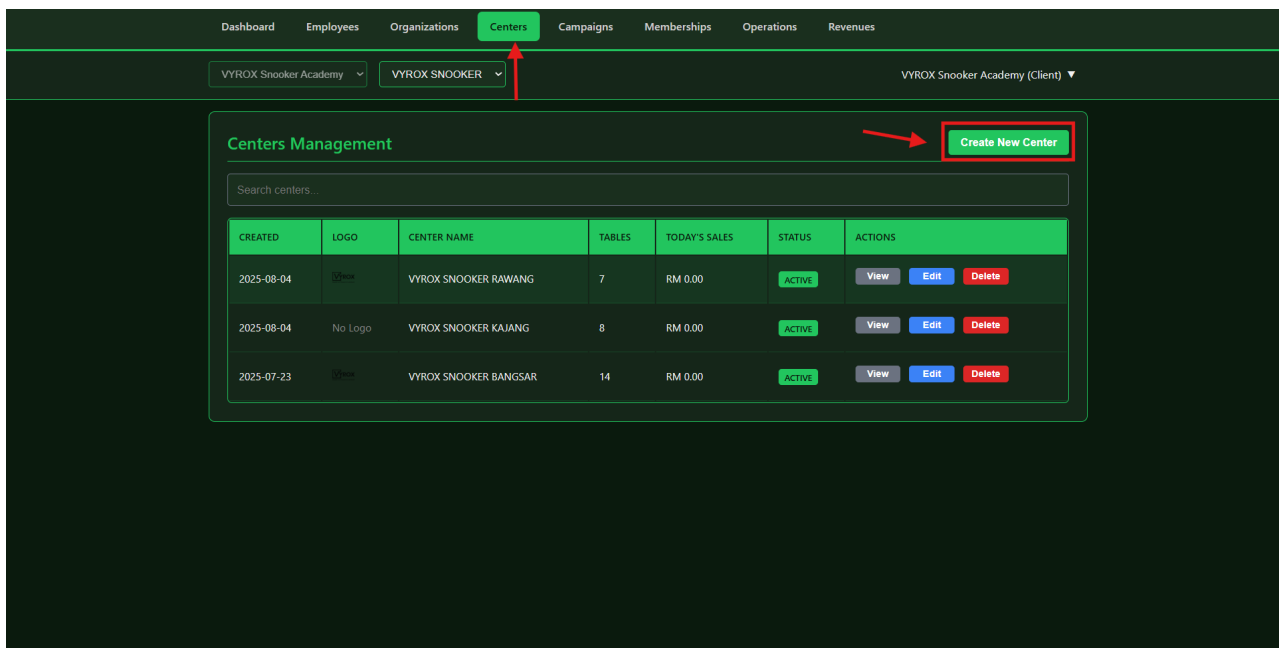 Dashboard Employees Organizations Centers Campaigns Memberships Operations Revenues
VYROX Snooker Academy VYROX SNOOKER VYROX Snooker Academy (Client) ▼
Centers Management Create New Center
Search centers...
CREATED LOGO CENTER NAME TABLES TODAY'S SALES STATUS ACTIONS
2025-08-04 VYROX SNOOKER RAWANG 7 RM 0.00 ACTIVE View Edit Delete
2025-08-04 No Logo VYROX SNOOKER KAJANG 8 RM 0.00 ACTIVE View Edit Delete
2025-07-23 VYROX SNOOKER BANGSAR 14 RM 0.00 ACTIVE View Edit Delete